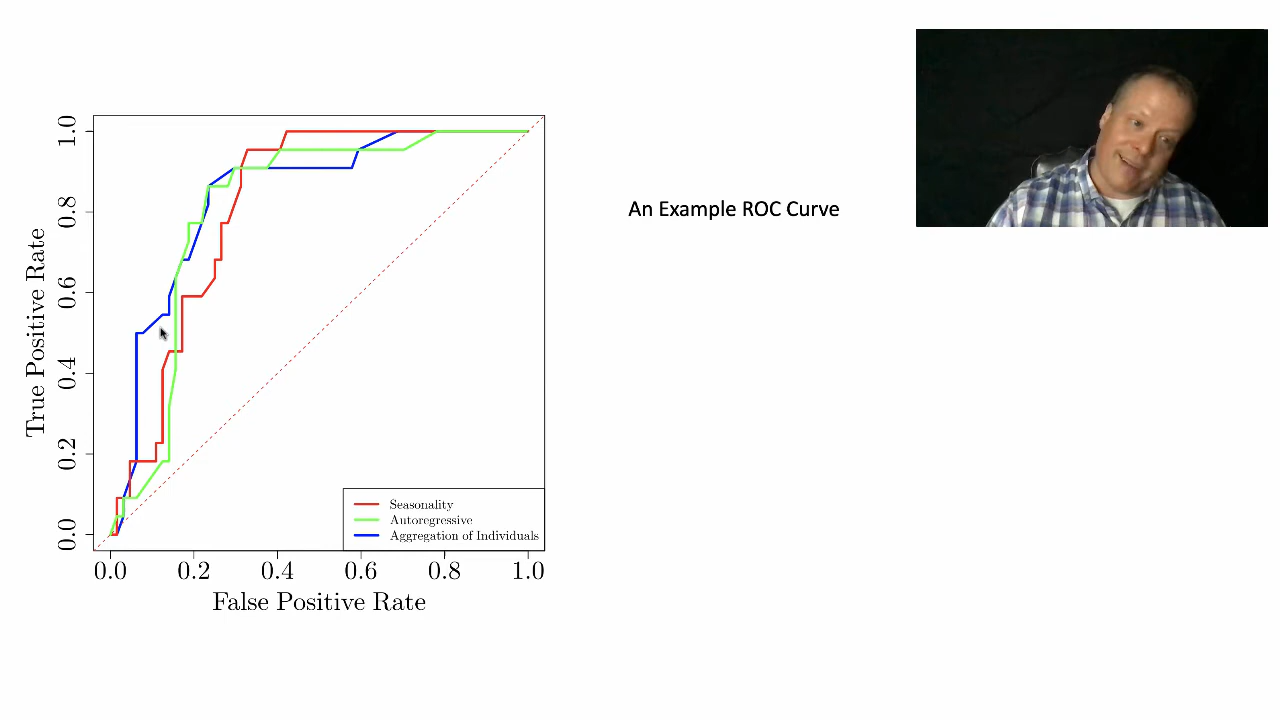 An Example ROC Curve
True Positive Rate
1.0
0.8
0.6
0.4
0.2
0.0
Seasonality
Autoregressive
Aggregation of Individuals
0.0 0.2 0.4 0.6 0.8 1.0
False Positive Rate